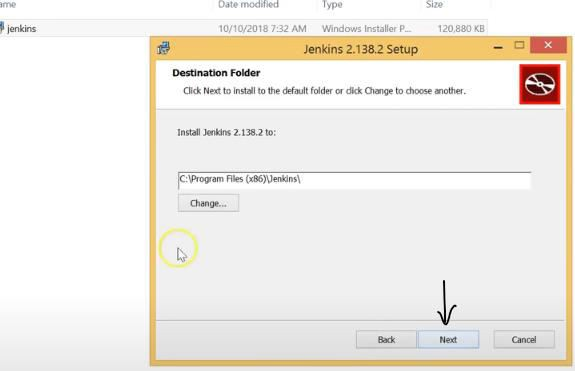 Date modified Type Size
jenkins 10/10/2018 7:32 AM Windows Installer P... 120,880 KB
Jenkins 2.138.2 Setup
Destination Folder
Click Next to install to the default folder or click Change to choose another.
Install Jenkins 2.138.2 to:
C:\Program Files (x86)\Jenkins\
Change...
Back Next Cancel